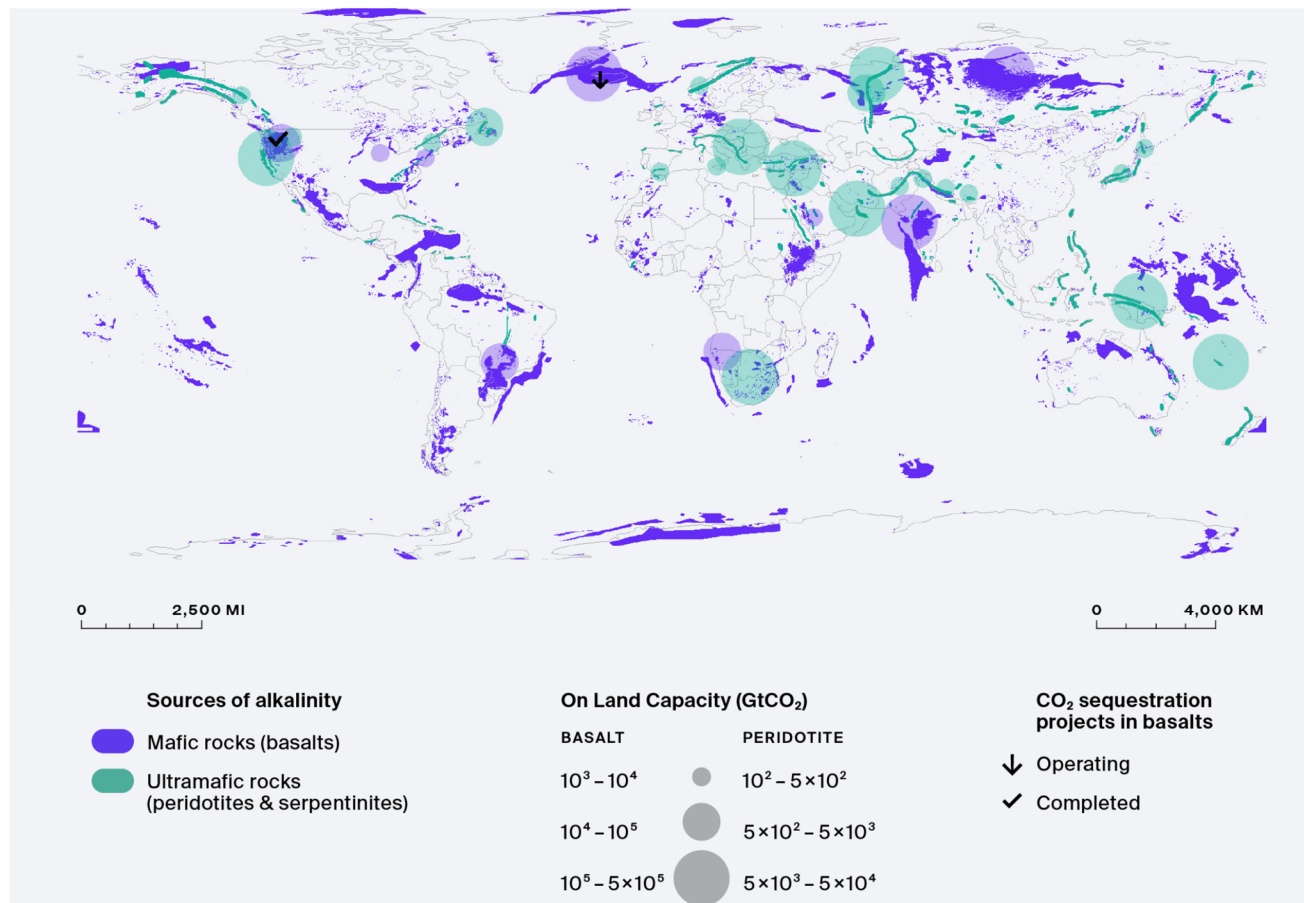 0 2,500 MI
0 4,000 KM
Sources of alkalinity
Mafic rocks (basalts)
Ultramafic rocks
(peridotites & serpentinites)
On Land Capacity (GtCO₂)
BASALT PERIDOTITE
10³ – 10⁴ 10² – 5×10²
10⁴ – 10⁵ 5×10² – 5×10³
10⁵ – 5×10⁵ 5×10³ – 5×10⁴
CO₂ sequestration
projects in basalts
Operating
Completed